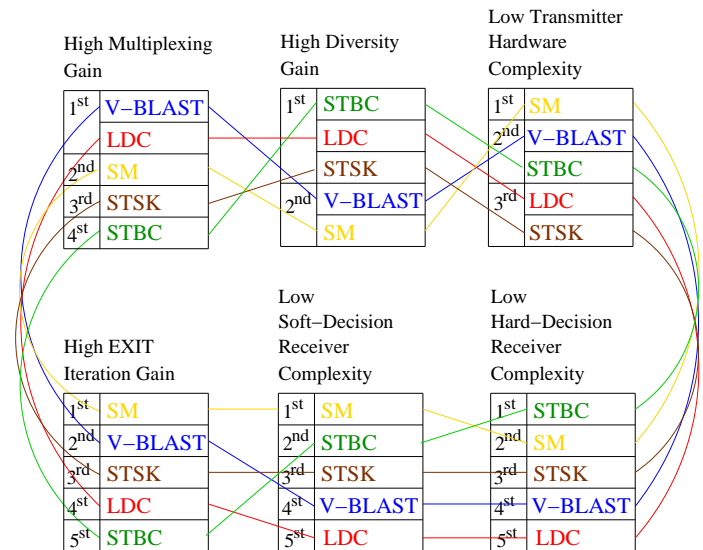 High Multiplexing
Gain
1st V−BLAST
LDC
2nd SM
3rd STSK
4st STBC
High Diversity
Gain
1st STBC
LDC
STSK
2nd V−BLAST
SM
Low Transmitter
Hardware
Complexity
1st SM
2nd V−BLAST
STBC
3rd LDC
STSK
High EXIT
Iteration Gain
1st SM
2nd V−BLAST
3rd STSK
4st LDC
5st STBC
Low
Soft−Decision
Receiver
Complexity
1st SM
2nd STBC
3rd STSK
4st V−BLAST
5st LDC
Low
Hard−Decision
Receiver
Complexity
1st STBC
2nd SM
3rd STSK
4st V−BLAST
5st LDC